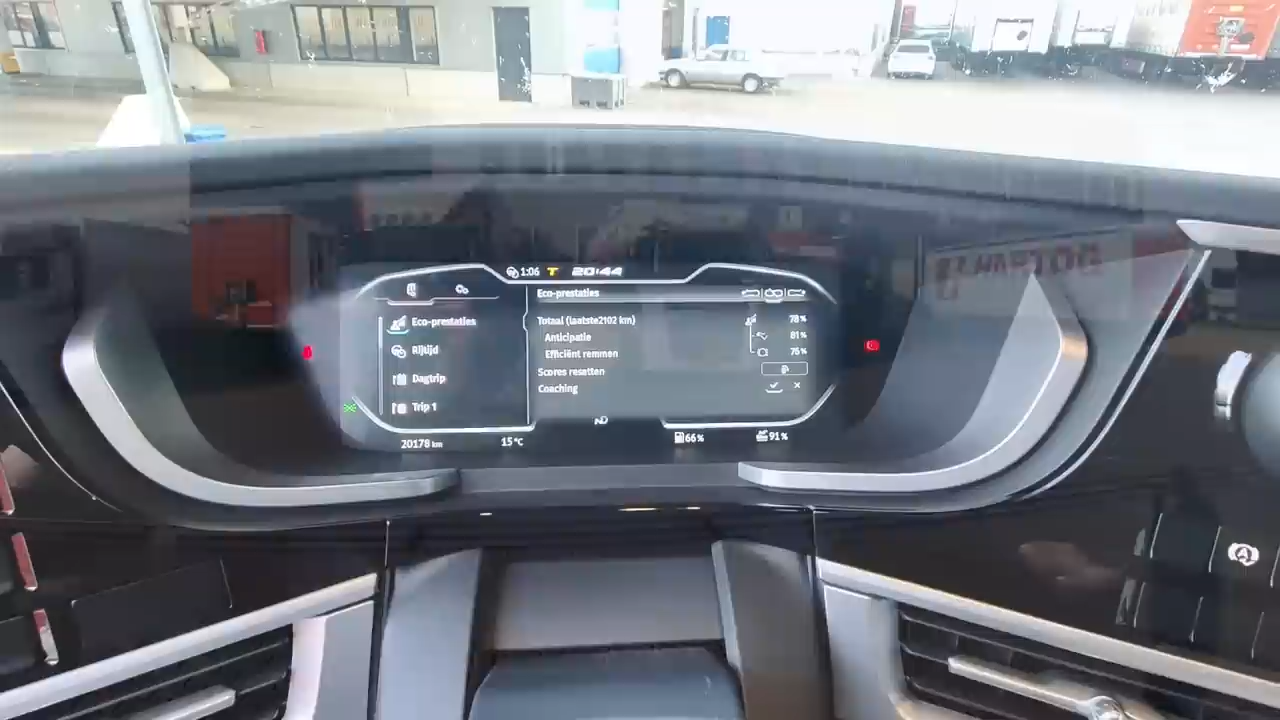 1:06 T 20:44
Eco-prestaties
Eco-prestaties
Rijtijd
Dagtrip
Trip 1
Totaal (laatste2102 km) 78%
Anticipatie 81%
Efficiënt remmen 75%
Scores resetten
Coaching
20178 km 15°C 66% 91%
A